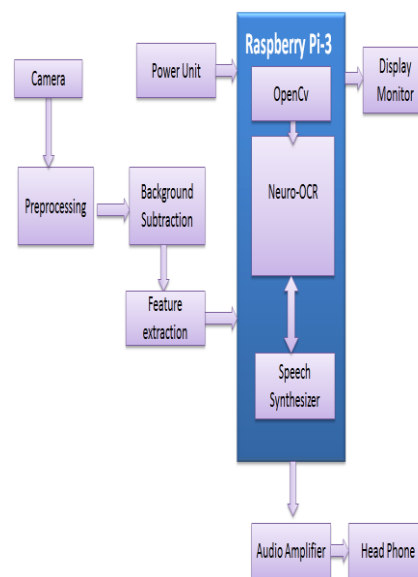 Raspberry Pi-3
Camera
Power Unit
Display
Monitor
OpenCv
Preprocessing
Background
Subtraction
Neuro-OCR
Feature
extraction
Speech
Synthesizer
Audio Amplifier
Head Phone